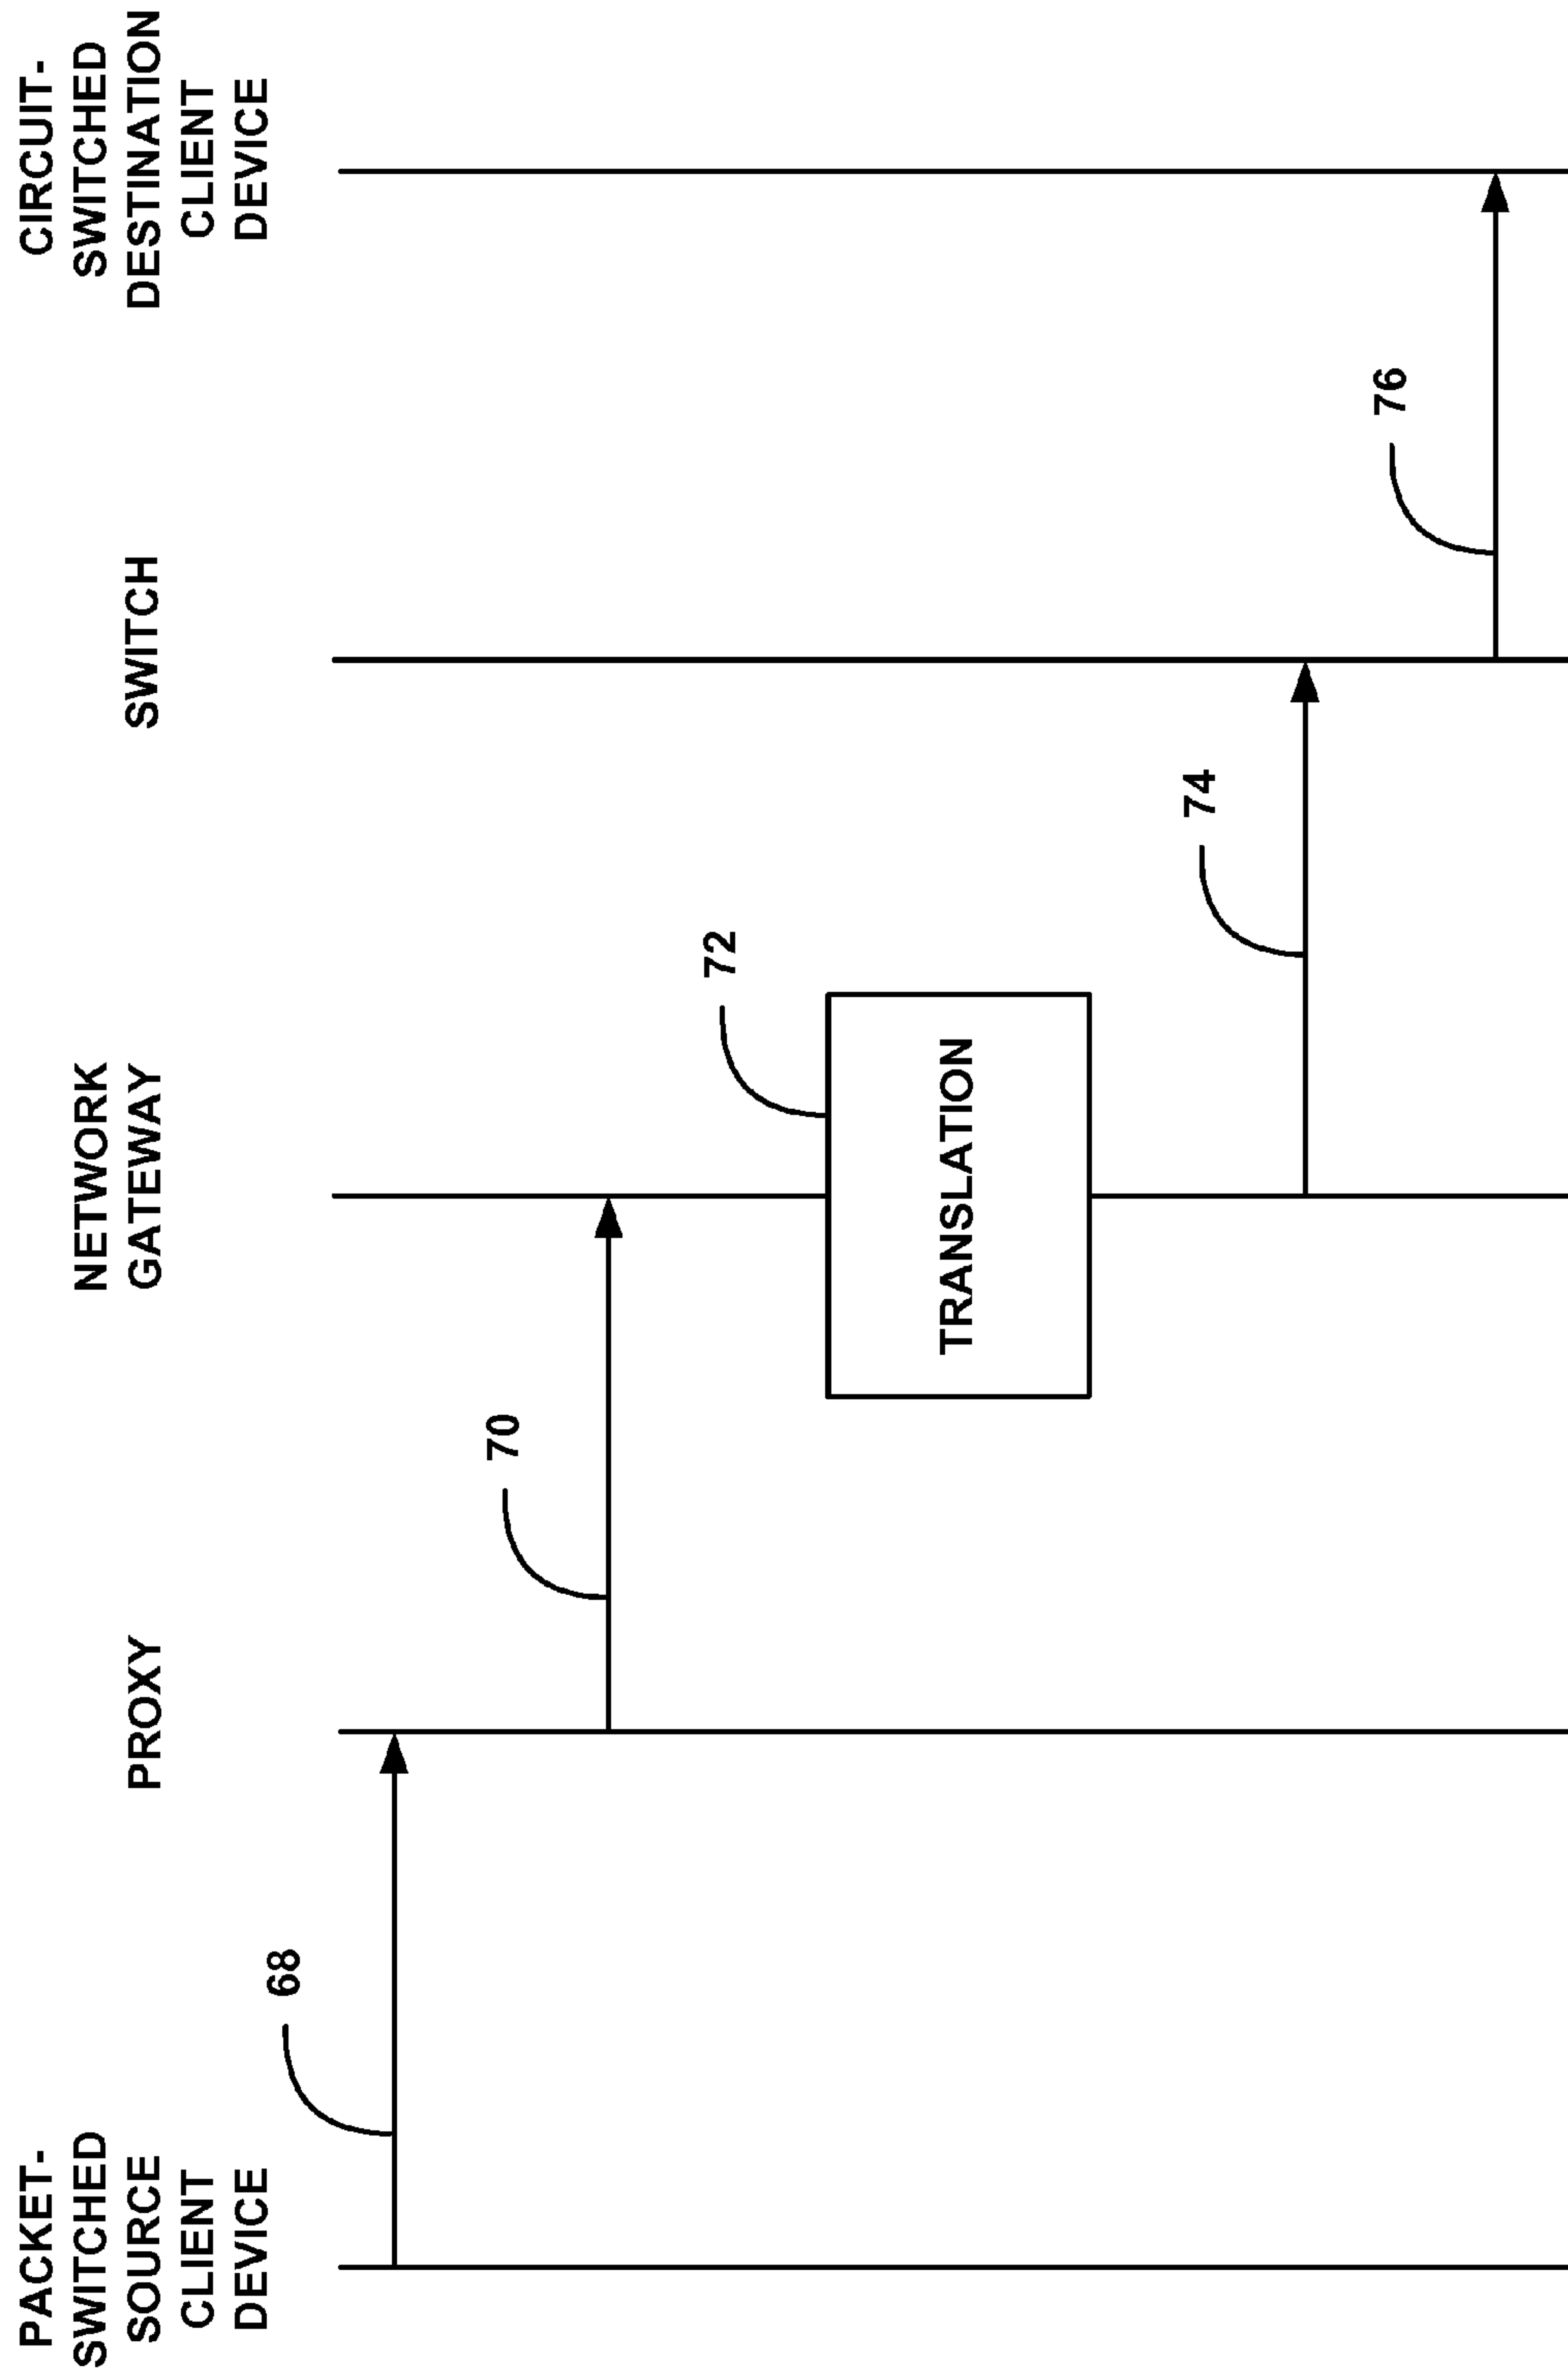 PACKET-
SWITCHED
SOURCE
CLIENT
DEVICE
PROXY
NETWORK
GATEWAY
SWITCH
CIRCUIT-
SWITCHED
DESTINATION
CLIENT
DEVICE
68
70
72
TRANSLATION
74
76